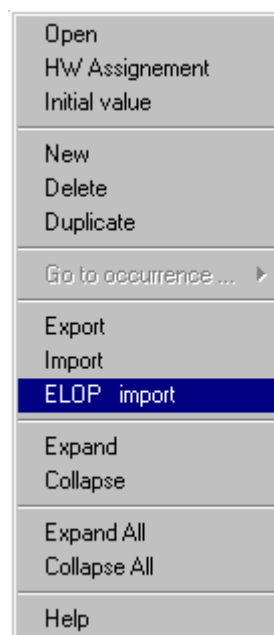 Open
HW Assignement
Initial value
New
Delete
Duplicate
Go to occurrence ...
Export
Import
ELOP import
Expand
Collapse
Expand All
Collapse All
Help